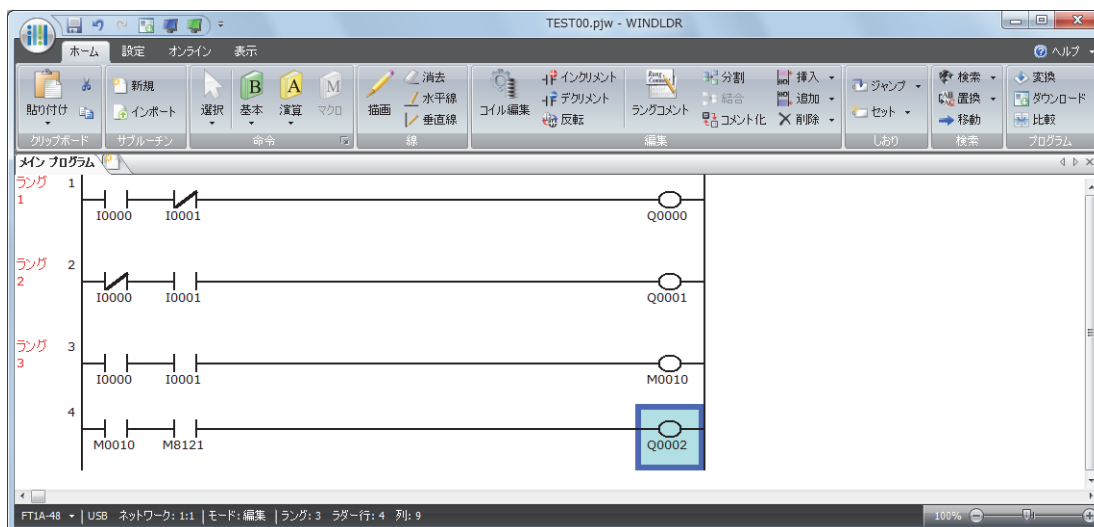 TEST00.pjw - WINDLDR
ホーム 設定 オンライン 表示 ヘルプ
貼り付け 新規 インポート 選択 基本 演算 マクロ 描画 消去 水平線 垂直線 コイル編集 インクリメント デクリメント 反転 ラングコメント 分割 結合 コメント化 挿入 追加 削除 ジャンプ セット 検索 置換 移動 変換 ダウンロード 比較
クリップボード サブルーチン 命令 線 編集 しおり 検索 プログラム
メイン プログラム
ラング 1
1
I0000 I0001 Q0000
ラング 2
2
I0000 I0001 Q0001
ラング 3
3
I0000 I0001 M0010
4
M0010 M8121 Q0002
FT1A-48 USB ネットワーク: 1:1 モード: 編集 ラング: 3 ラダー行: 4 列: 9 100%